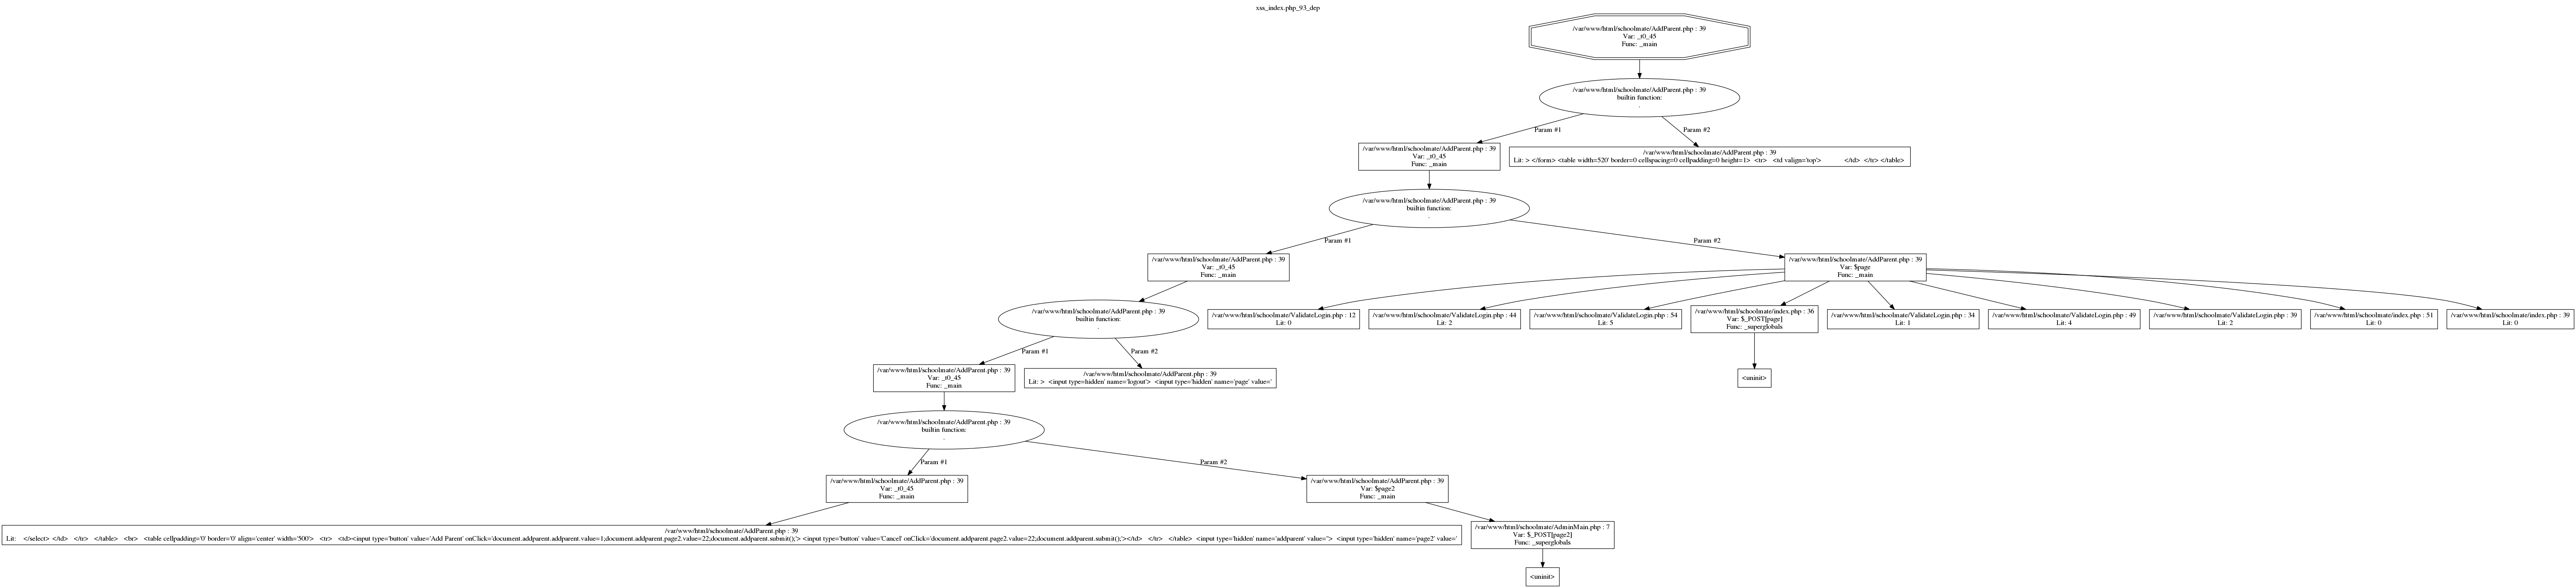 xss_index.php_93_dep
/var/www/html/schoolmate/AddParent.php : 39
Var: _t0_45
Func: _main
/var/www/html/schoolmate/AddParent.php : 39
builtin function:
.
Param #1
Param #2
/var/www/html/schoolmate/AddParent.php : 39
Var: _t0_45
Func: _main
/var/www/html/schoolmate/AddParent.php : 39
Lit: > </form> <table width=520' border=0 cellspacing=0 cellpadding=0 height=1> <tr> <td valign='top'> </td> </tr> </table>
/var/www/html/schoolmate/AddParent.php : 39
builtin function:
.
Param #1
Param #2
/var/www/html/schoolmate/AddParent.php : 39
Var: _t0_45
Func: _main
/var/www/html/schoolmate/AddParent.php : 39
Var: $page
Func: _main
/var/www/html/schoolmate/AddParent.php : 39
builtin function:
.
/var/www/html/schoolmate/ValidateLogin.php : 12
Lit: 0
/var/www/html/schoolmate/ValidateLogin.php : 44
Lit: 2
/var/www/html/schoolmate/ValidateLogin.php : 54
Lit: 5
/var/www/html/schoolmate/index.php : 36
Var: $_POST[page]
Func: _superglobals
/var/www/html/schoolmate/ValidateLogin.php : 34
Lit: 1
/var/www/html/schoolmate/ValidateLogin.php : 49
Lit: 4
/var/www/html/schoolmate/ValidateLogin.php : 39
Lit: 2
/var/www/html/schoolmate/index.php : 51
Lit: 0
/var/www/html/schoolmate/index.php : 39
Lit: 0
Param #1
Param #2
/var/www/html/schoolmate/AddParent.php : 39
Var: _t0_45
Func: _main
/var/www/html/schoolmate/AddParent.php : 39
Lit: > <input type=hidden' name='logout'> <input type='hidden' name='page' value='
<uninit>
/var/www/html/schoolmate/AddParent.php : 39
builtin function:
.
Param #1
Param #2
/var/www/html/schoolmate/AddParent.php : 39
Var: _t0_45
Func: _main
/var/www/html/schoolmate/AddParent.php : 39
Var: $page2
Func: _main
/var/www/html/schoolmate/AddParent.php : 39
Lit: </select> </td> </tr> </table> <br> <table cellpadding='0' border='0' align='center' width='500'> <tr> <td><input type='button' value='Add Parent' onClick='document.addparent.addparent.value=1;document.addparent.page2.value=22;document.addparent.submit();'> <input type='button' value='Cancel' onClick='document.addparent.page2.value=22;document.addparent.submit();'></td> </tr> </table> <input type='hidden' name='addparent' value=''> <input type='hidden' name='page2' value='
/var/www/html/schoolmate/AdminMain.php : 7
Var: $_POST[page2]
Func: _superglobals
<uninit>